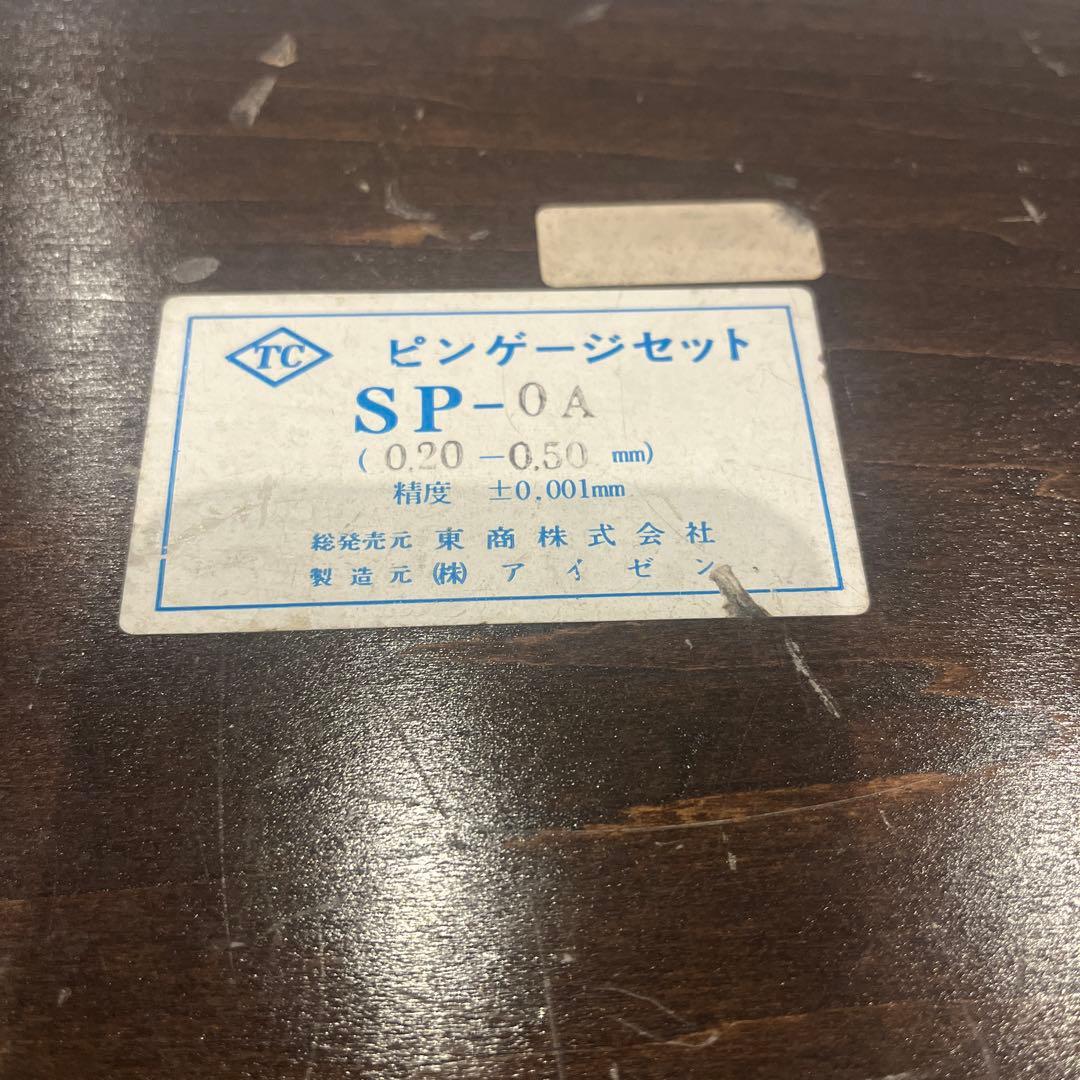 TC ピンゲージセット
SP-0A
(0.20-0.50 mm)
精度 ±0.001mm
総発売元 東商株式会社
製造元 (株) アイゼン